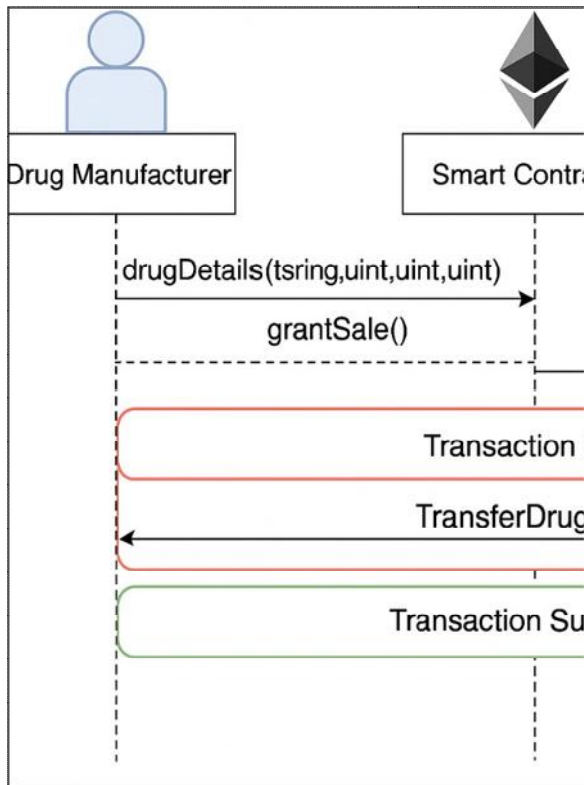 Drug Manufacturer
Smart Contra
drugDetails(tsring,uint,uint,uint)
grantSale()
Transaction
TransferDrug
Transaction Su